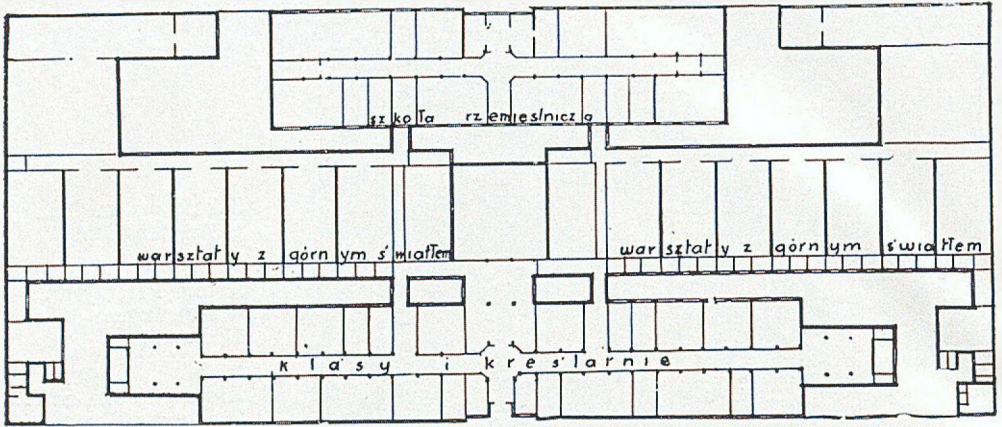 szkoła rzemieślnicza
warsztaty z górnym światłem
warsztaty z górnym światłem
klasy i kreślarnie